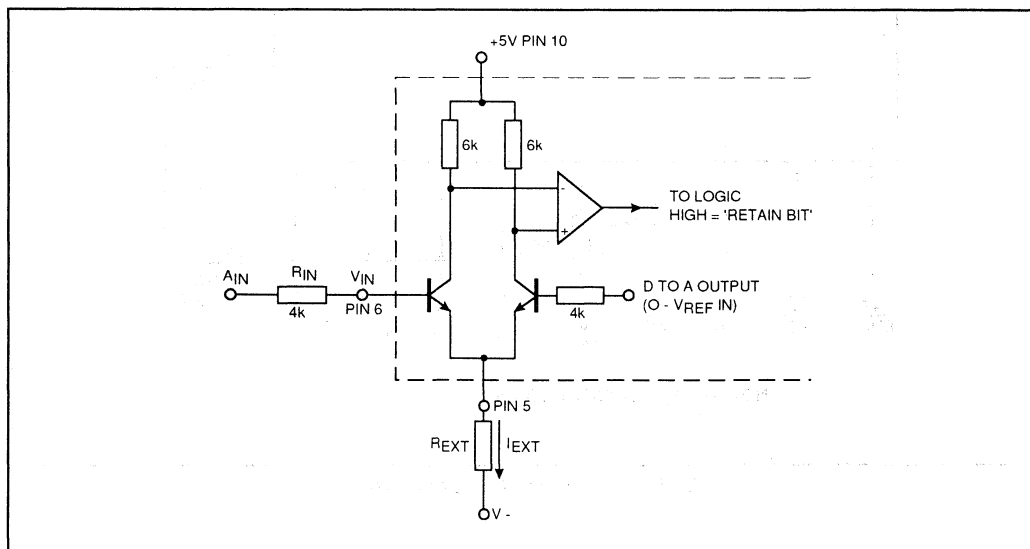 +5V PIN 10
6k
6k
-
+
TO LOGIC
HIGH = 'RETAIN BIT'
AIN
RIN
VIN
4k
PIN 6
4k
D TO A OUTPUT
(O - VREF IN)
PIN 5
REXT
IEXT
V -